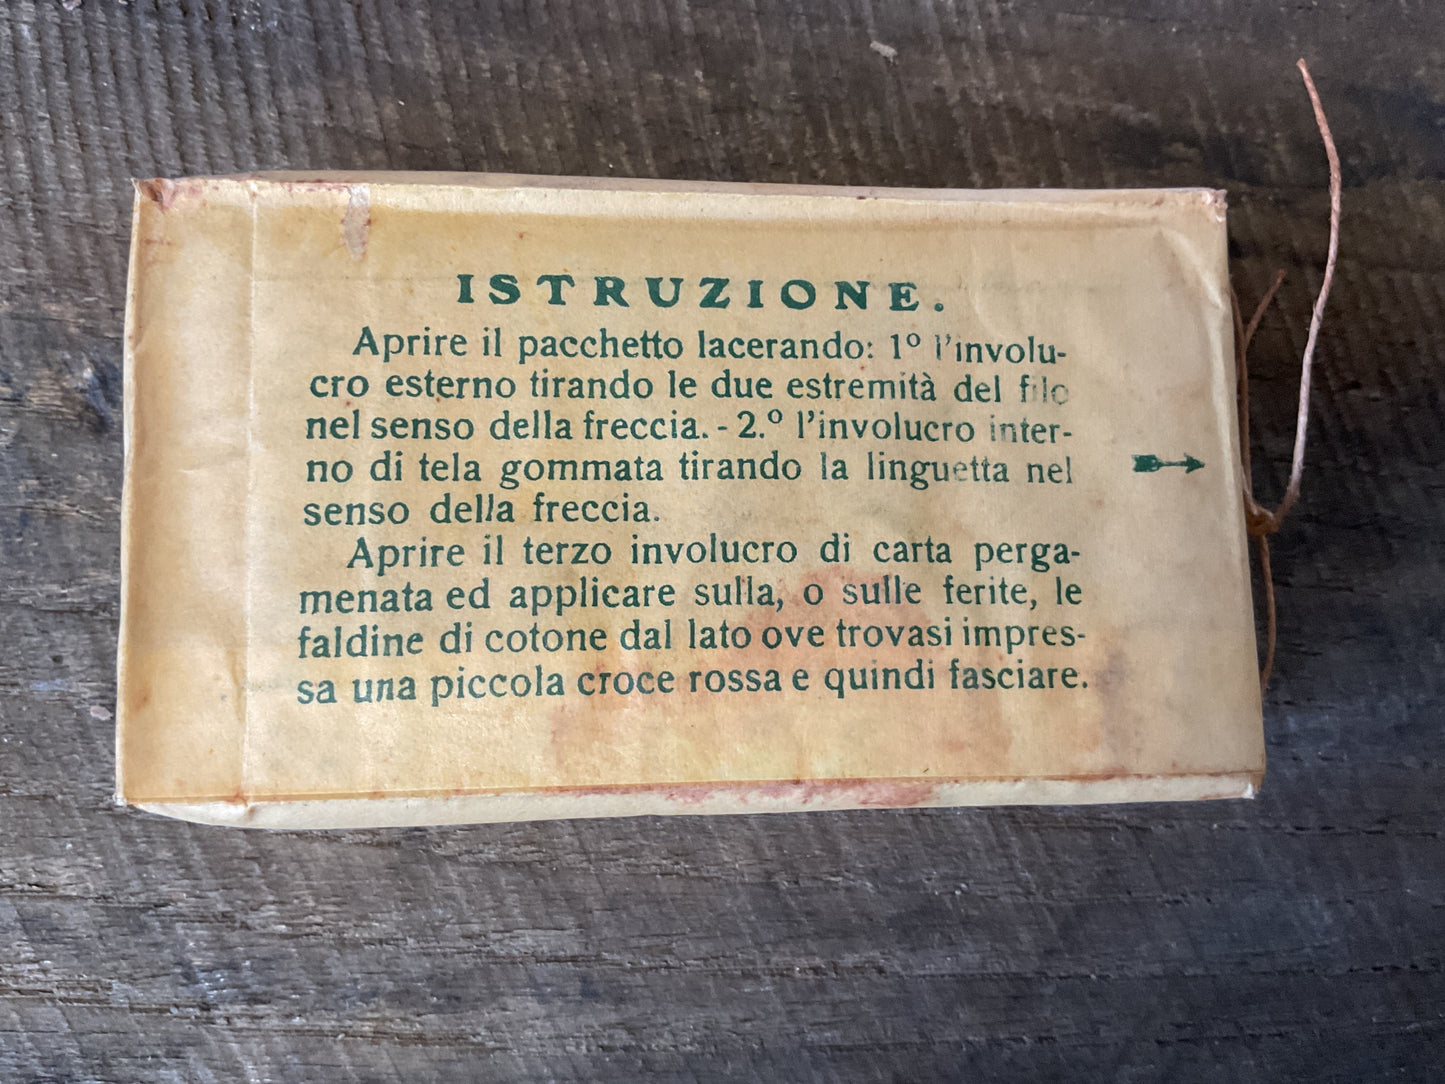 ISTRUZIONE.
Aprire il pacchetto lacerando: 1º l'involu-
cro esterno tirando le due estremità del filo
nel senso della freccia. - 2.º l'involucro inter-
no di tela gommata tirando la linguetta nel
senso della freccia.
Aprire il terzo involucro di carta perga-
menata ed applicare sulla, o sulle ferite, le
faldine di cotone dal lato ove trovasi impres-
sa una piccola croce rossa e quindi fasciare.